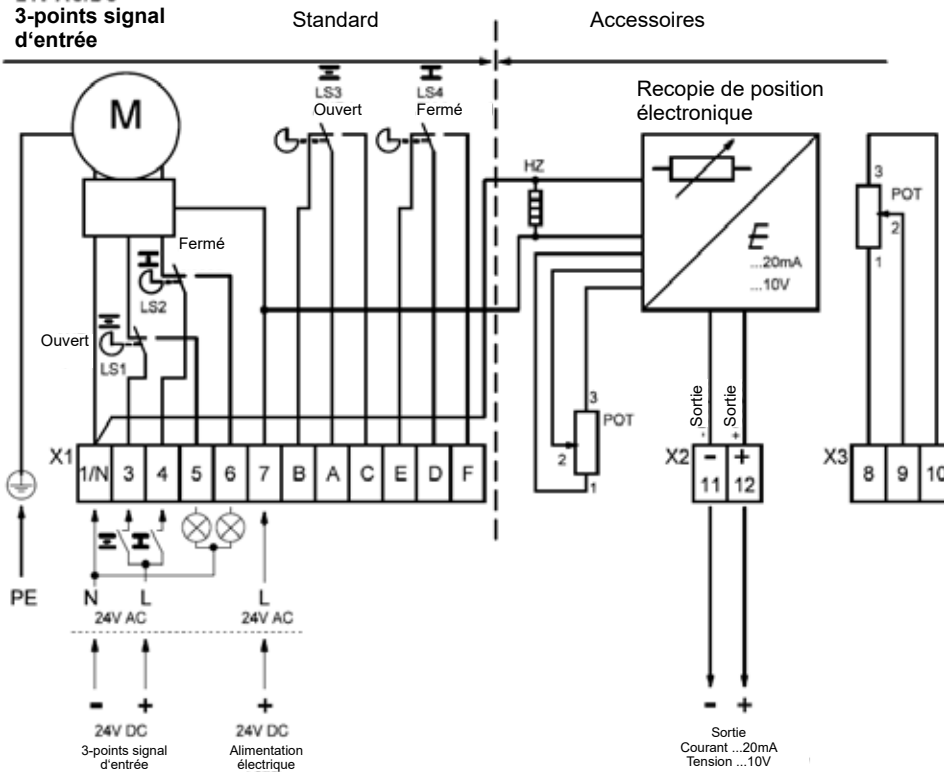 3-points signal
d'entrée
Standard
Accessoires
LS3
Ouvert
LS4
Fermé
Recopie de position
électronique
M
HZ
3
POT
2
1
E
...20mA
...10V
Fermé
LS2
Ouvert
LS1
3
POT
2
1
- Sortie
+ Sortie
X1
1/N 3 4 5 6 7 B A C E D F
X2
- +
11 12
X3
8 9 10
PE
N L
24V AC
L
24V AC
- +
24V DC
3-points signal
d'entrée
+
24V DC
Alimentation
électrique
- +
Sortie
Courant ...20mA
Tension ...10V